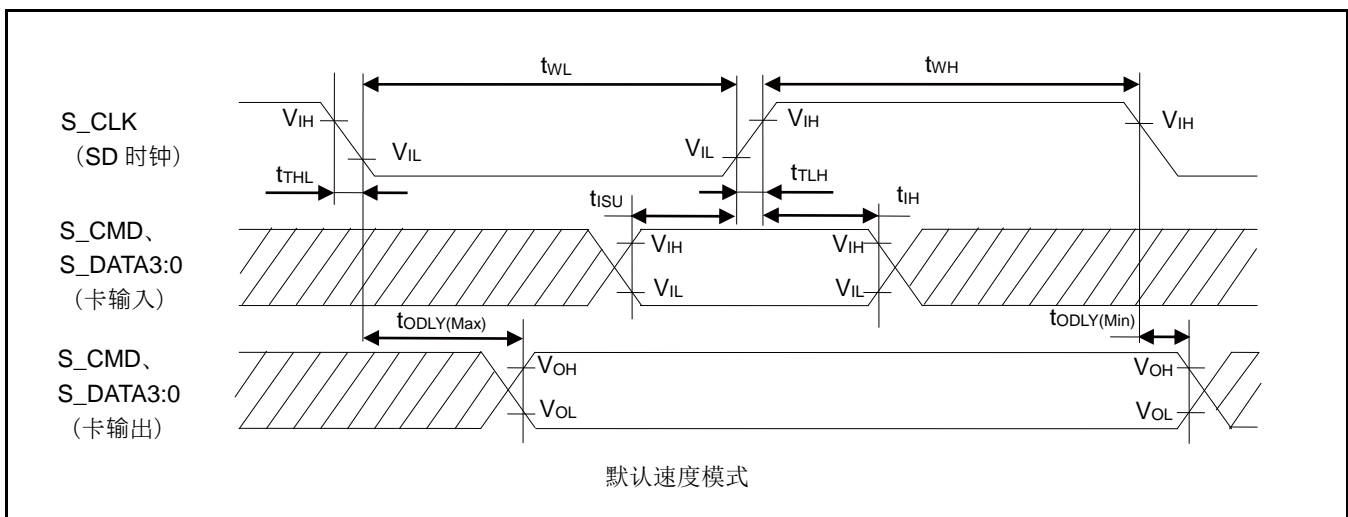 tWL
tWH
S_CLK
（SD 时钟）
VIH
VIL
VIL
VIH
VIH
tTHL
tTLH
tISU
tIH
S_CMD、
S_DATA3:0
（卡输入）
VIH
VIL
VIH
VIL
tODLY(Max)
tODLY(Min)
S_CMD、
S_DATA3:0
（卡输出）
VOH
VOL
VOH
VOL
默认速度模式